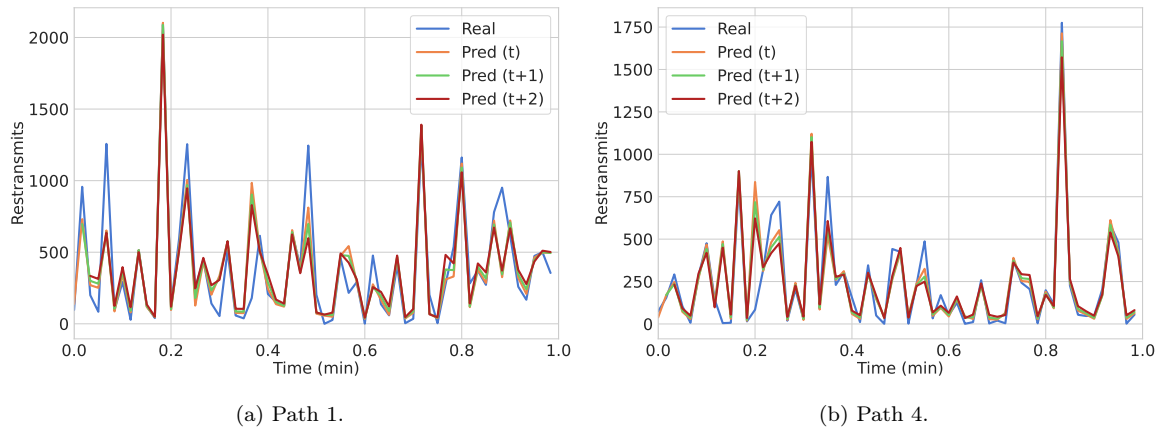 2000
1500
1000
500
0
Restransmits
0.0 0.2 0.4 0.6 0.8 1.0
Time (min)
Real
Pred (t)
Pred (t+1)
Pred (t+2)
(a) Path 1.
1750
1500
1250
1000
750
500
250
0
Restransmits
0.0 0.2 0.4 0.6 0.8 1.0
Time (min)
Real
Pred (t)
Pred (t+1)
Pred (t+2)
(b) Path 4.